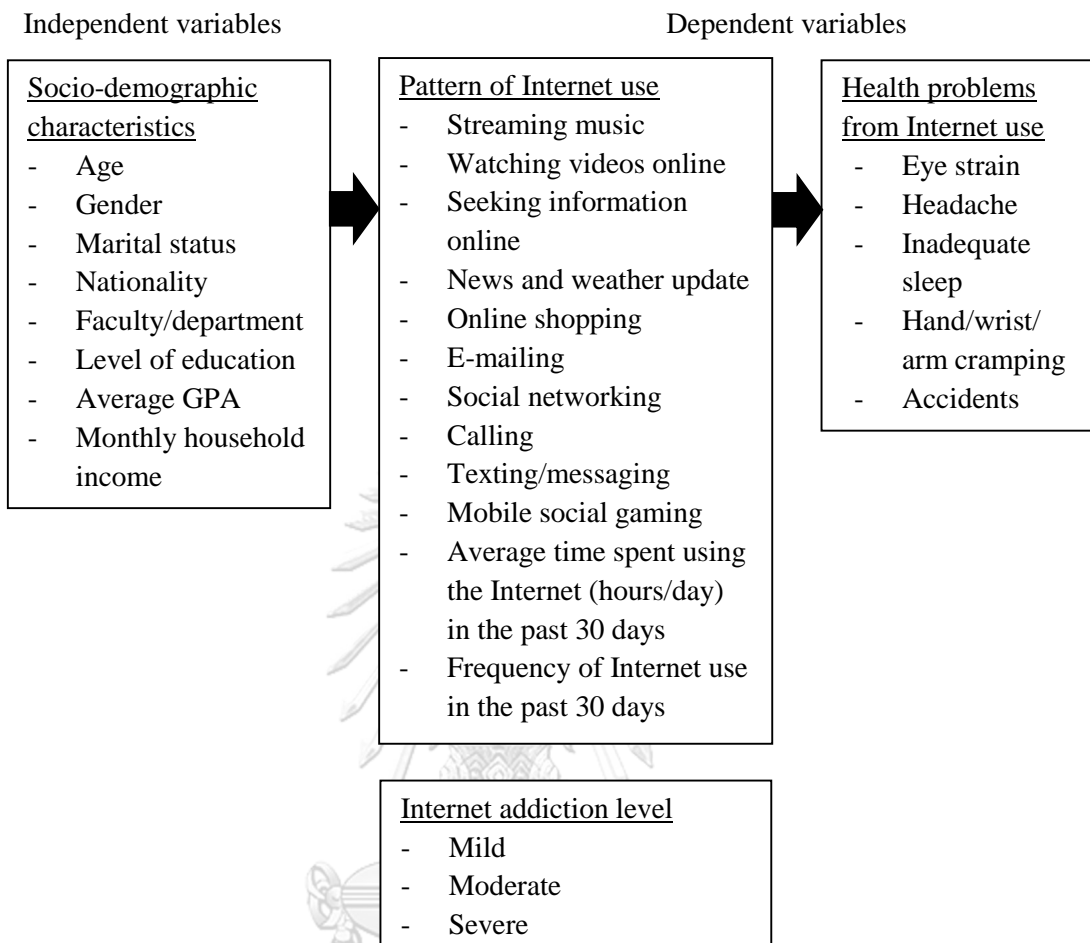 Independent variables
Dependent variables
Socio-demographic
characteristics
- Age
- Gender
- Marital status
- Nationality
- Faculty/department
- Level of education
- Average GPA
- Monthly household
income
Pattern of Internet use
- Streaming music
- Watching videos online
- Seeking information
online
- News and weather update
- Online shopping
- E-mailing
- Social networking
- Calling
- Texting/messaging
- Mobile social gaming
- Average time spent using
the Internet (hours/day)
in the past 30 days
- Frequency of Internet use
in the past 30 days
Health problems
from Internet use
- Eye strain
- Headache
- Inadequate
sleep
- Hand/wrist/
arm cramping
- Accidents
Internet addiction level
- Mild
- Moderate
- Severe